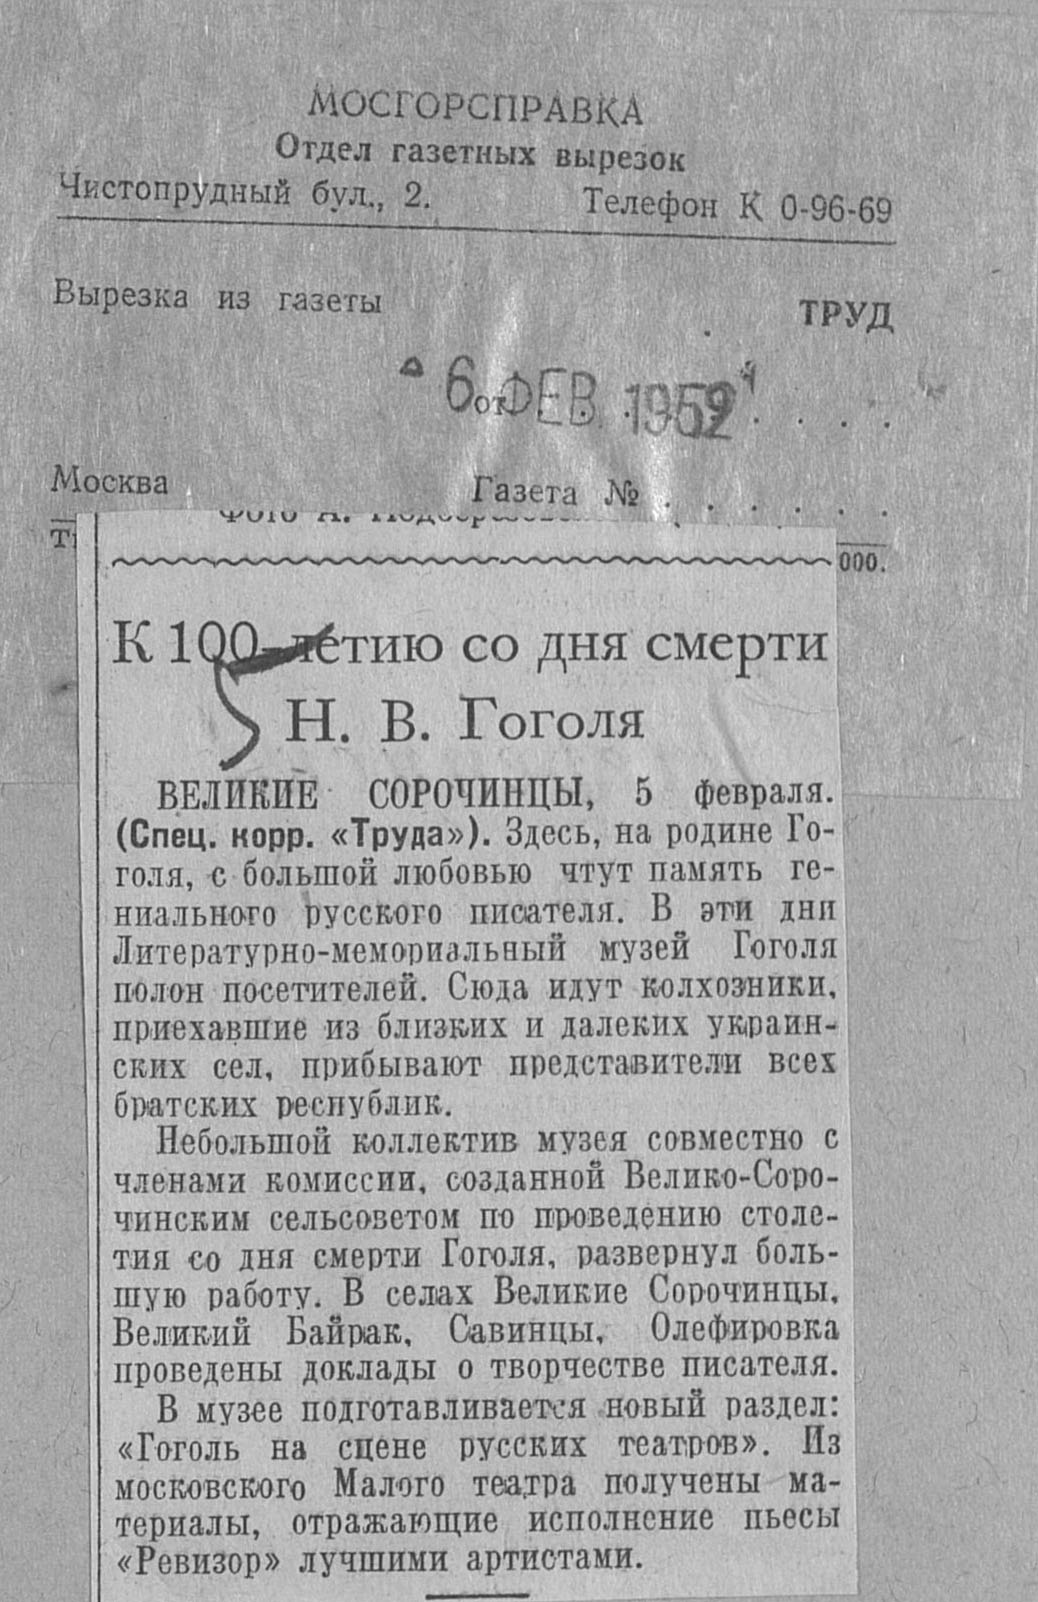 МОСГОРСПРАВКА
Отдел газетных вырезок
Чистопрудный бул., 2. Телефон К 0-96-69
Вырезка из газеты
ТРУД
6 от ФЕВ 1952
Москва Газета № . . . . . .
000.
К 100-летию со дня смерти
Н. В. Гоголя
ВЕЛИКИЕ СОРОЧИНЦЫ, 5 февраля.
(Спец. корр. «Труда»). Здесь, на родине Го-
голя, с большой любовью чтут память ге-
ниального русского писателя. В эти дни
Литературно-мемориальный музей Гоголя
полон посетителей. Сюда идут колхозники,
приехавшие из близких и далеких украин-
ских сел, прибывают представители всех
братских республик.
Небольшой коллектив музея совместно с
членами комиссии, созданной Велико-Соро-
чинским сельсоветом по проведению столе-
тия со дня смерти Гоголя, развернул боль-
шую работу. В селах Великие Сорочинцы,
Великий Байрак, Савинцы, Олефировка
проведены доклады о творчестве писателя.
В музее подготавливается новый раздел:
«Гоголь на сцене русских театров». Из
московского Малого театра получены ма-
териалы, отражающие исполнение пьесы
«Ревизор» лучшими артистами.